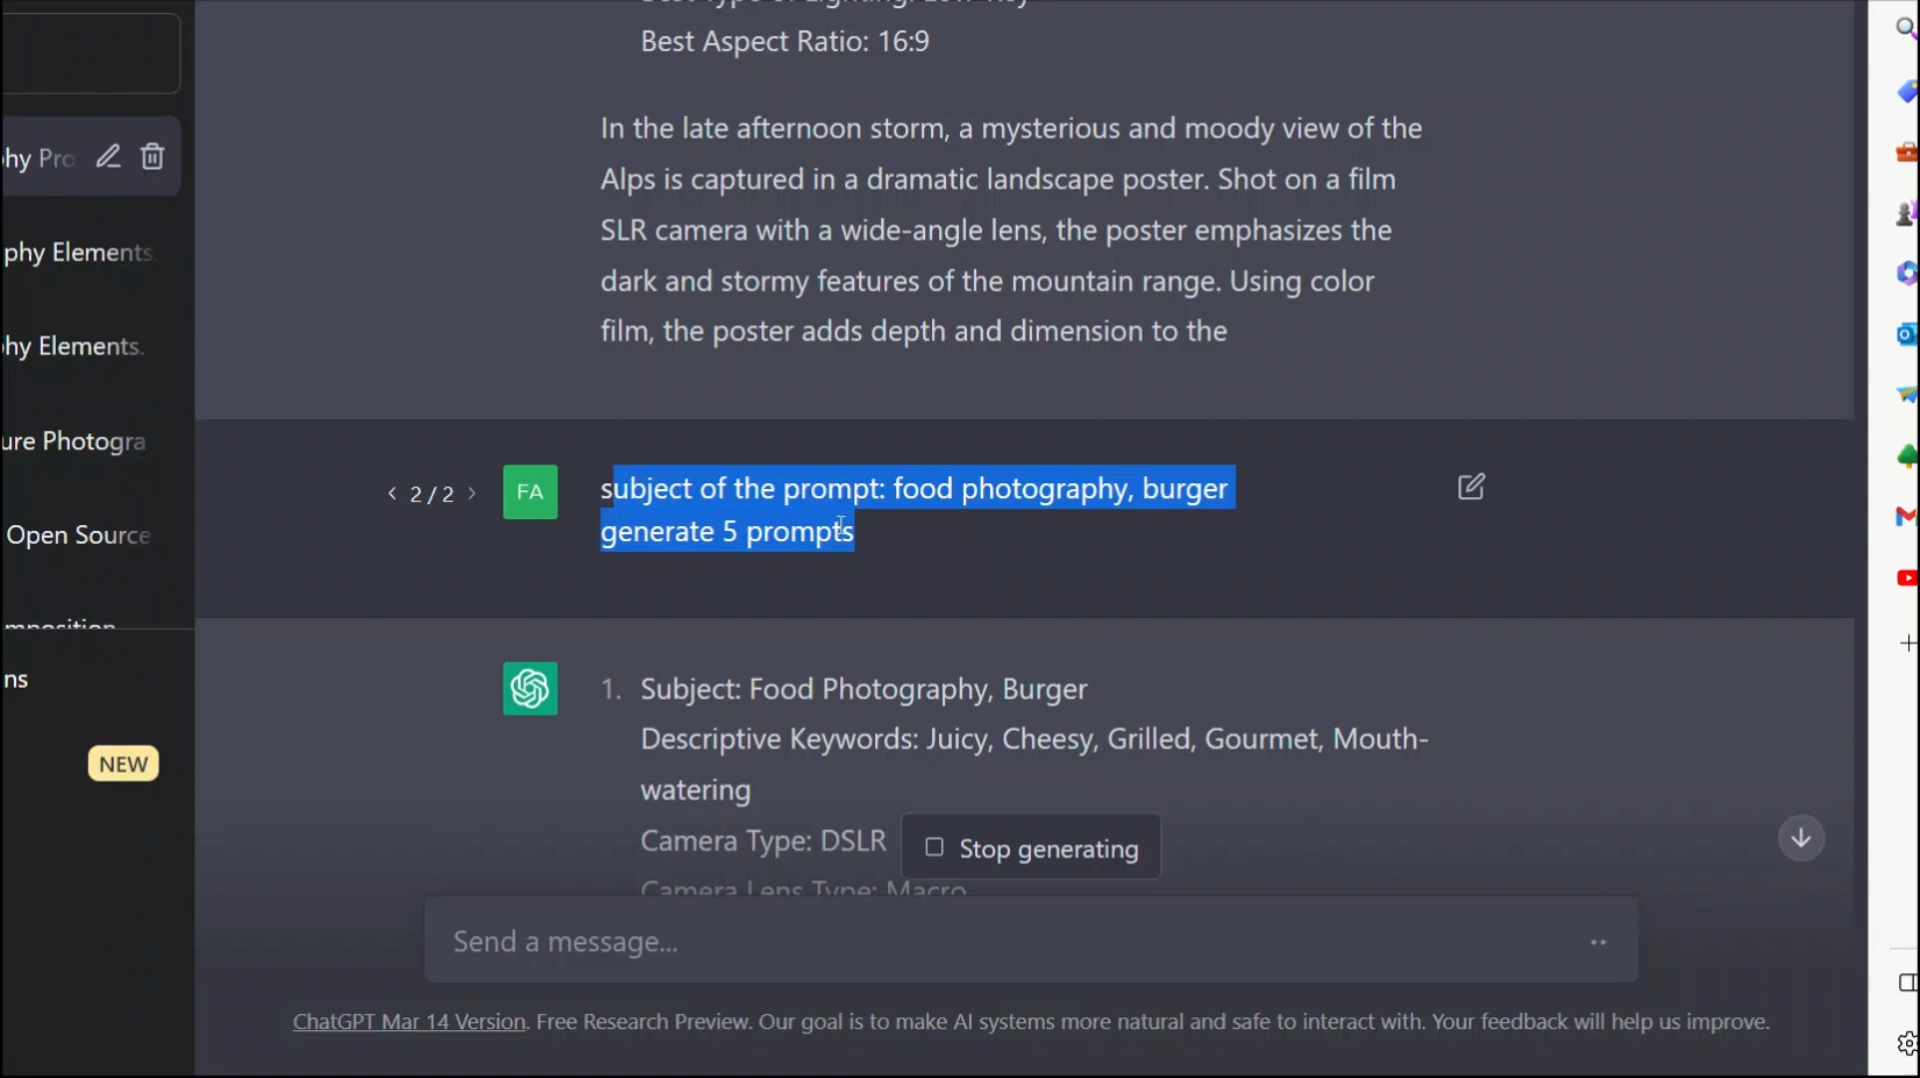 Best Aspect Ratio: 16:9
In the late afternoon storm, a mysterious and moody view of the
Alps is captured in a dramatic landscape poster. Shot on a film
SLR camera with a wide-angle lens, the poster emphasizes the
dark and stormy features of the mountain range. Using color
film, the poster adds depth and dimension to the
hy Pro
phy Elements.
hy Elements.
ure Photogra
Open Source
ns
NEW
< 2 / 2 >
FA
subject of the prompt: food photography, burger
generate 5 prompts
1. Subject: Food Photography, Burger
Descriptive Keywords: Juicy, Cheesy, Grilled, Gourmet, Mouth-
watering
Camera Type: DSLR
Camera Lens Type: Macro
Stop generating
Send a message...
ChatGPT Mar 14 Version. Free Research Preview. Our goal is to make AI systems more natural and safe to interact with. Your feedback will help us improve.